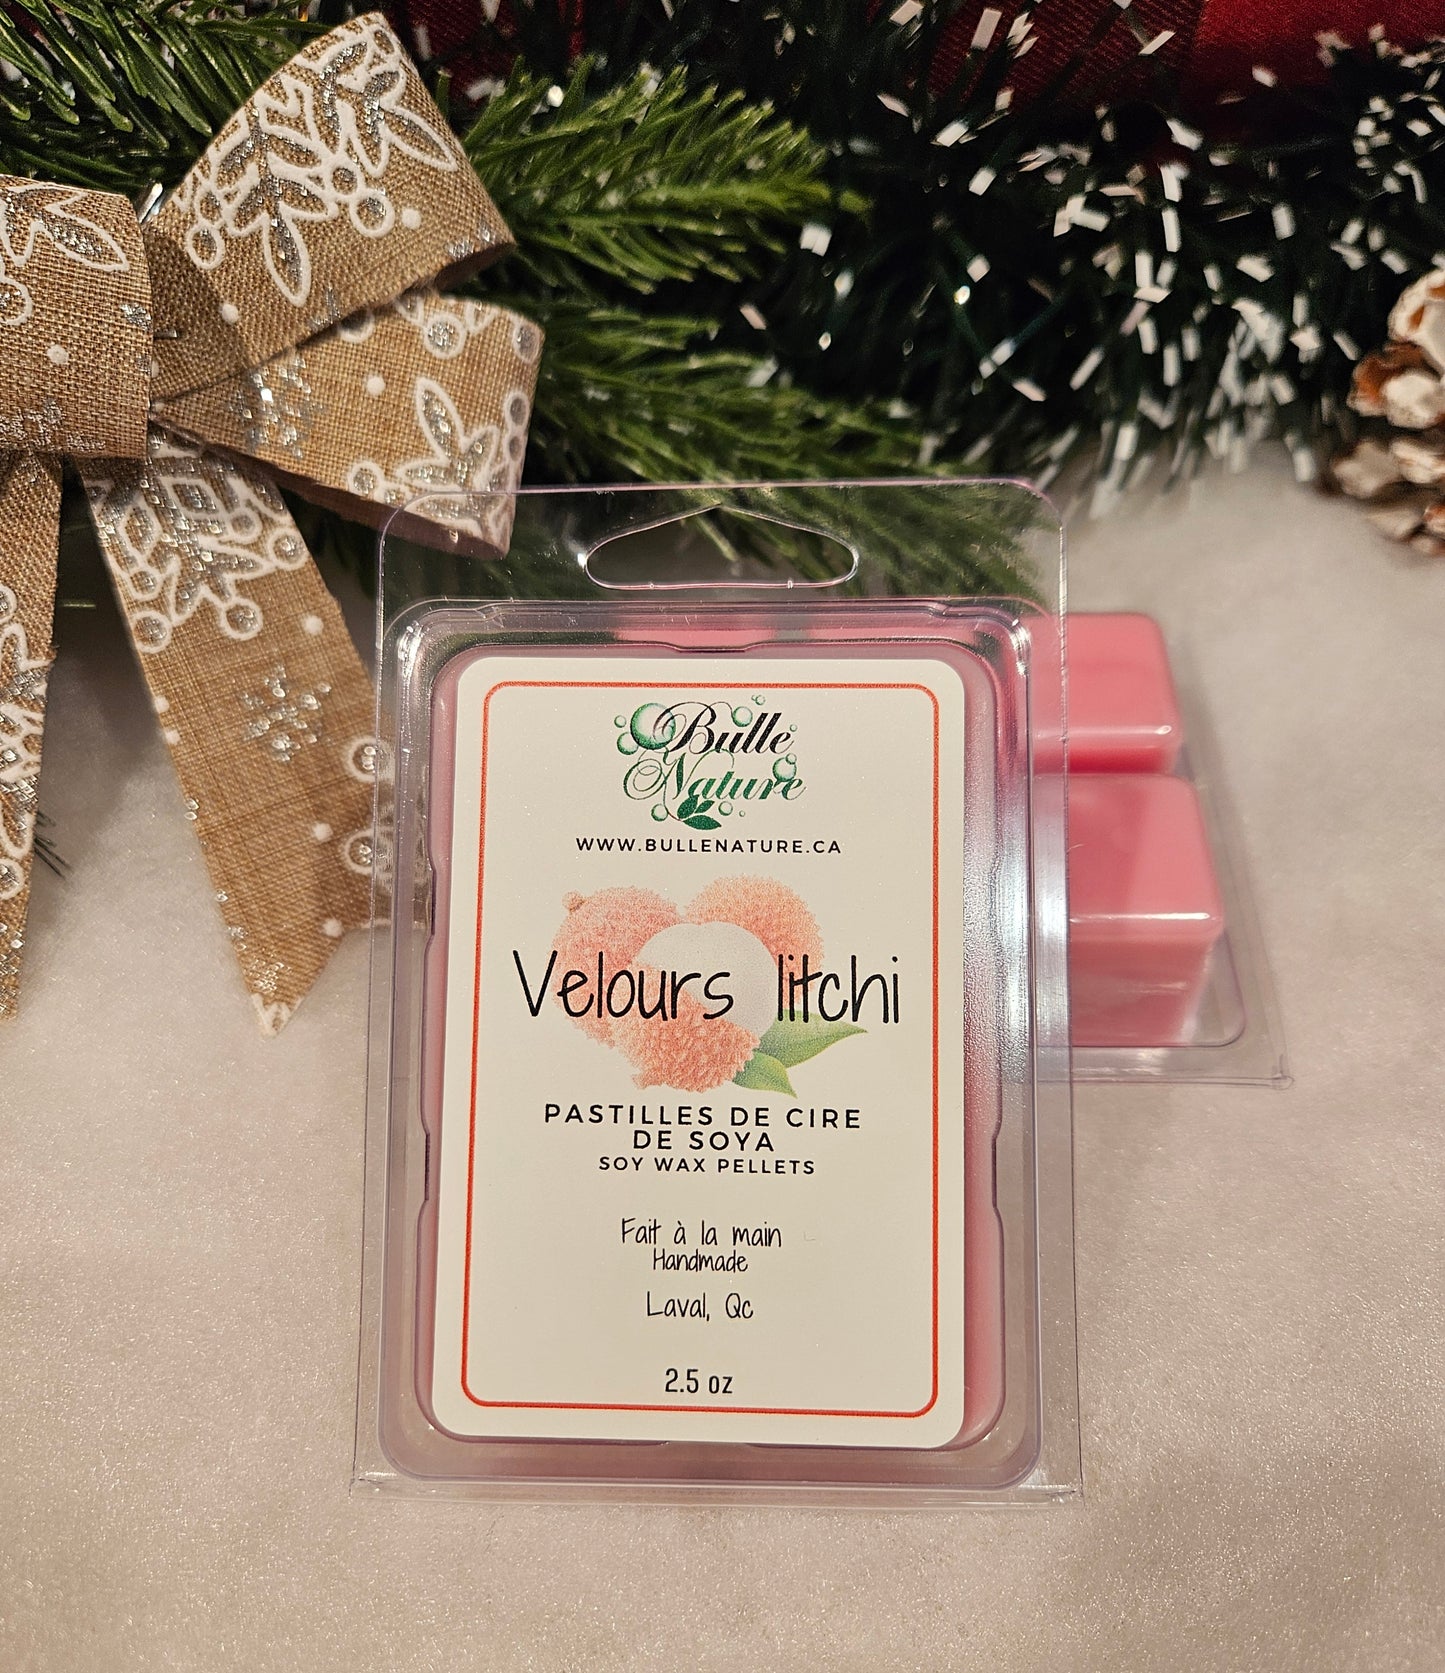 Bulle
Nature
WWW.BULLENATURE.CA
Velours litchi
PASTILLES DE CIRE
DE SOYA
SOY WAX PELLETS
Fait à la main
Handmade
Laval, Qc
2.5 oz